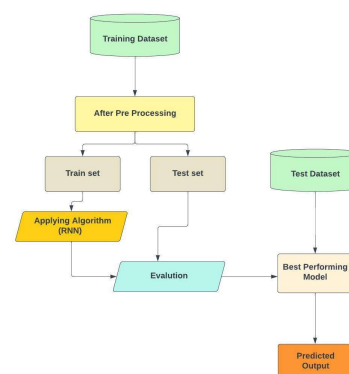 Training Dataset
After Pre Processing
Train set
Test set
Test Dataset
Applying Algorithm
(RNN)
Evalution
Best Performing
Model
Predicted
Output